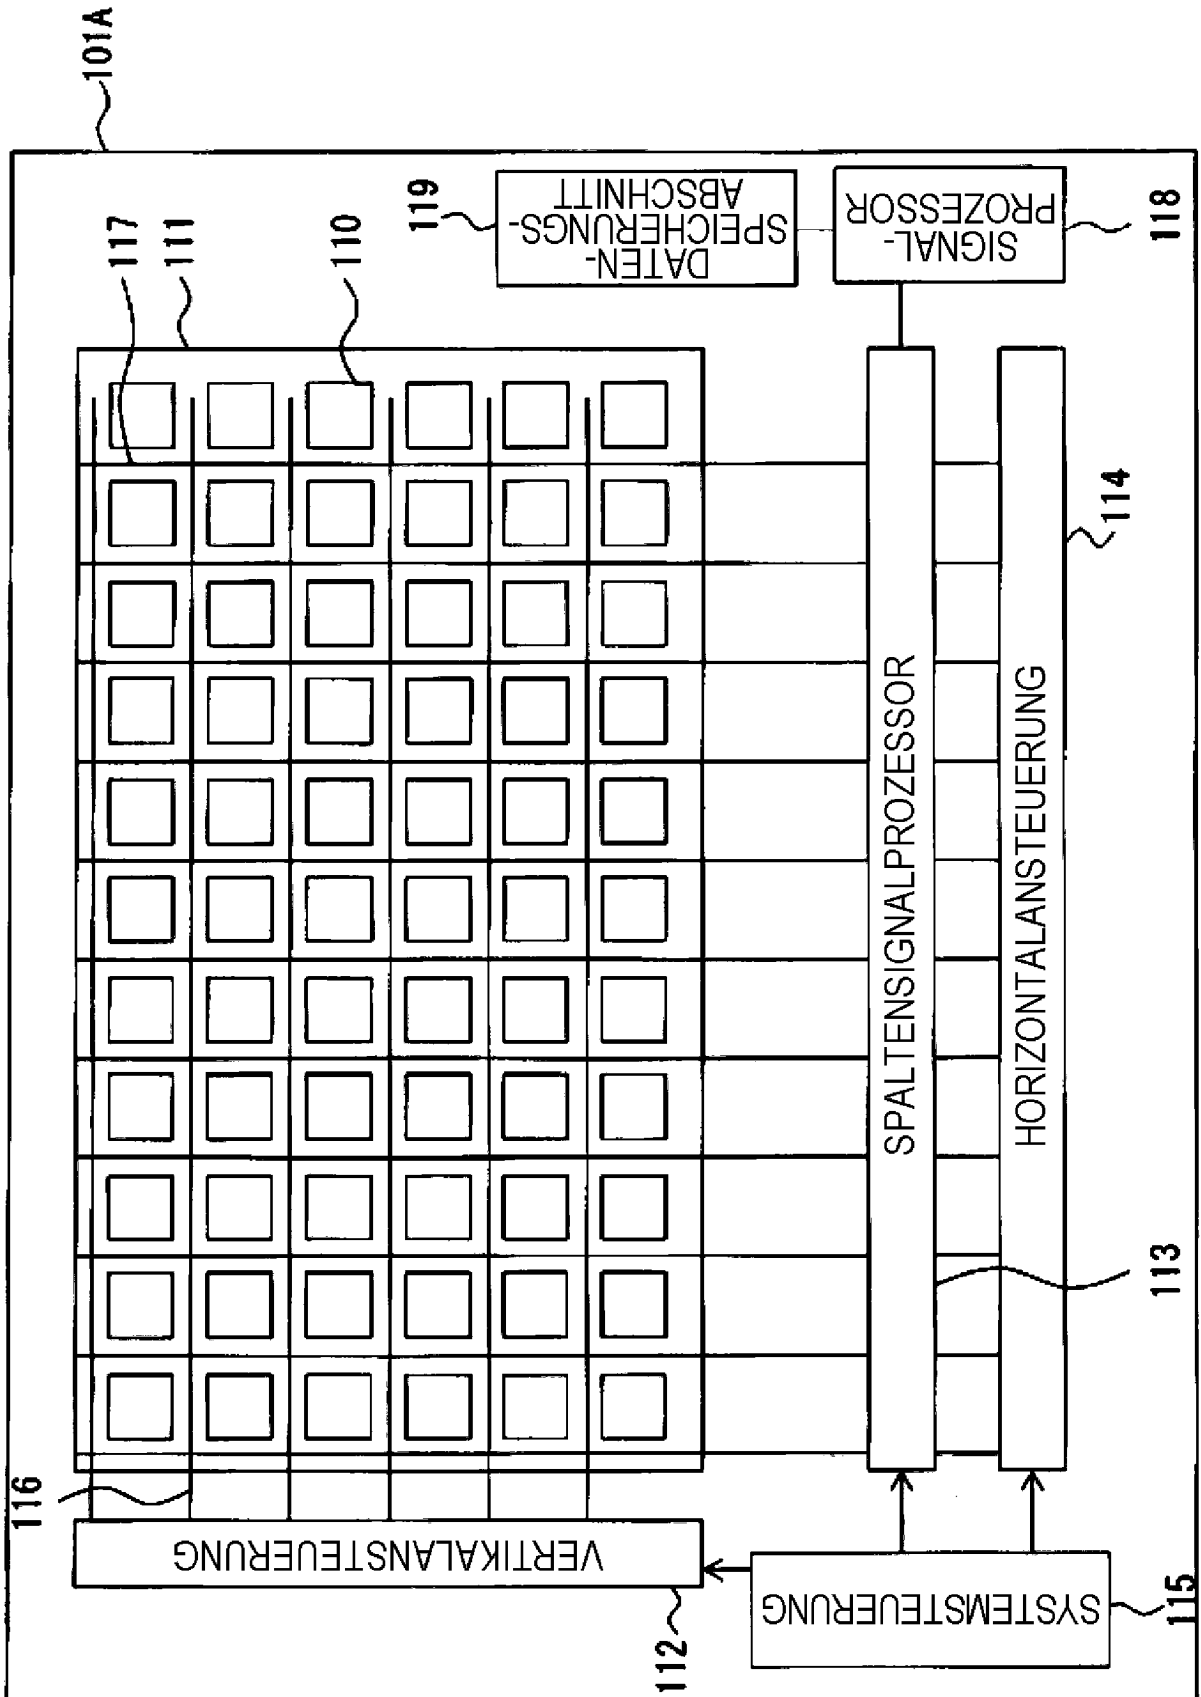 101A
117
111
110
119
DATEN-
SPEICHERUNGS-
ABSCHNITT
SIGNAL-
PROZESSOR
118
116
VERTIKALANSTEUERUNG
112
SPALTENSIGNALPROZESSOR
113
HORIZONTALANSTEUERUNG
114
SYSTEMSTEUERUNG
115